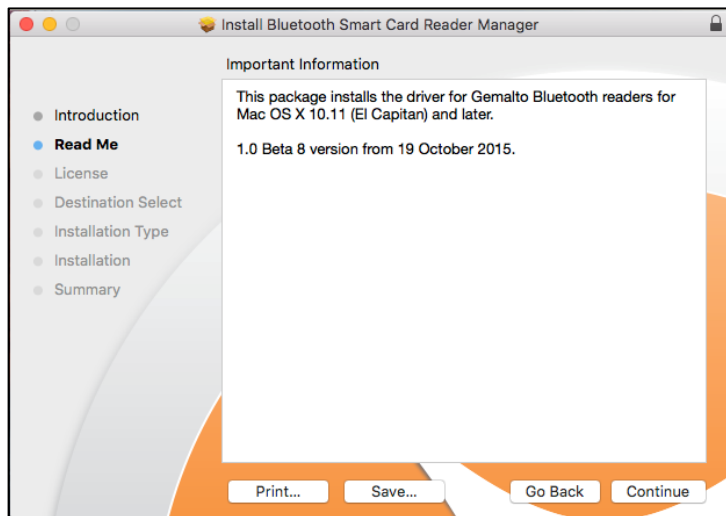 Install Bluetooth Smart Card Reader Manager
Important Information
Introduction
Read Me
License
Destination Select
Installation Type
Installation
Summary
This package installs the driver for Gemalto Bluetooth readers for
Mac OS X 10.11 (El Capitan) and later.
1.0 Beta 8 version from 19 October 2015.
Print...
Save...
Go Back
Continue